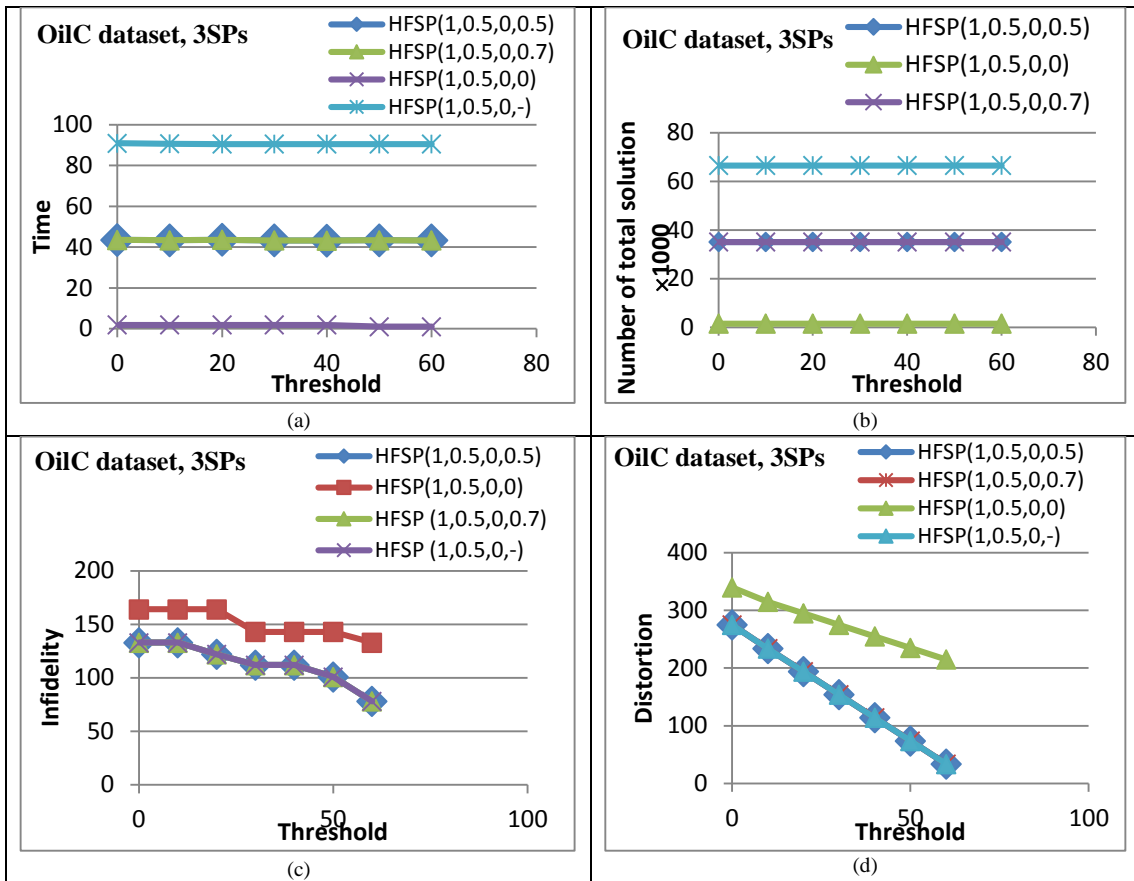 OilC dataset, 3SPs
HFSP(1,0.5,0,0.5)
HFSP(1,0.5,0,0.7)
HFSP(1,0.5,0,0)
HFSP(1,0.5,0,-)
Time
100
80
60
40
20
0
0 20 40 60 80
Threshold
(a)
OilC dataset, 3SPs
HFSP(1,0.5,0,0.5)
HFSP(1,0.5,0,0)
HFSP(1,0.5,0,0.7)
Number of total solution
×1000
80
60
40
20
0
0 20 40 60 80
Threshold
(b)
OilC dataset, 3SPs
HFSP(1,0.5,0,0.5)
HFSP(1,0.5,0,0)
HFSP (1,0.5,0,0.7)
HFSP (1,0.5,0,-)
Infidelity
200
150
100
50
0
0 50 100
Threshold
(c)
OilC dataset, 3SPs
HFSP(1,0.5,0,0.5)
HFSP(1,0.5,0,0.7)
HFSP(1,0.5,0,0)
HFSP(1,0.5,0,-)
Distortion
400
300
200
100
0
0 50 100
Threshold
(d)